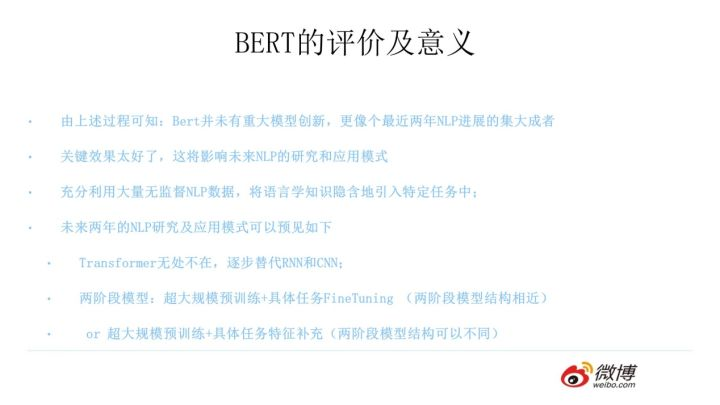 BERT的评价及意义
• 由上述过程可知：Bert并未有重大模型创新，更像个最近两年NLP进展的集大成者
• 关键效果太好了，这将影响未来NLP的研究和应用模式
• 充分利用大量无监督NLP数据，将语言学知识隐含地引入特定任务中；
• 未来两年的NLP研究及应用模式可以预见如下
• Transformer无处不在，逐步替代RNN和CNN；
• 两阶段模型：超大规模预训练+具体任务FineTuning （两阶段模型结构相近）
• or 超大规模预训练+具体任务特征补充（两阶段模型结构可以不同）
微博
weibo.com